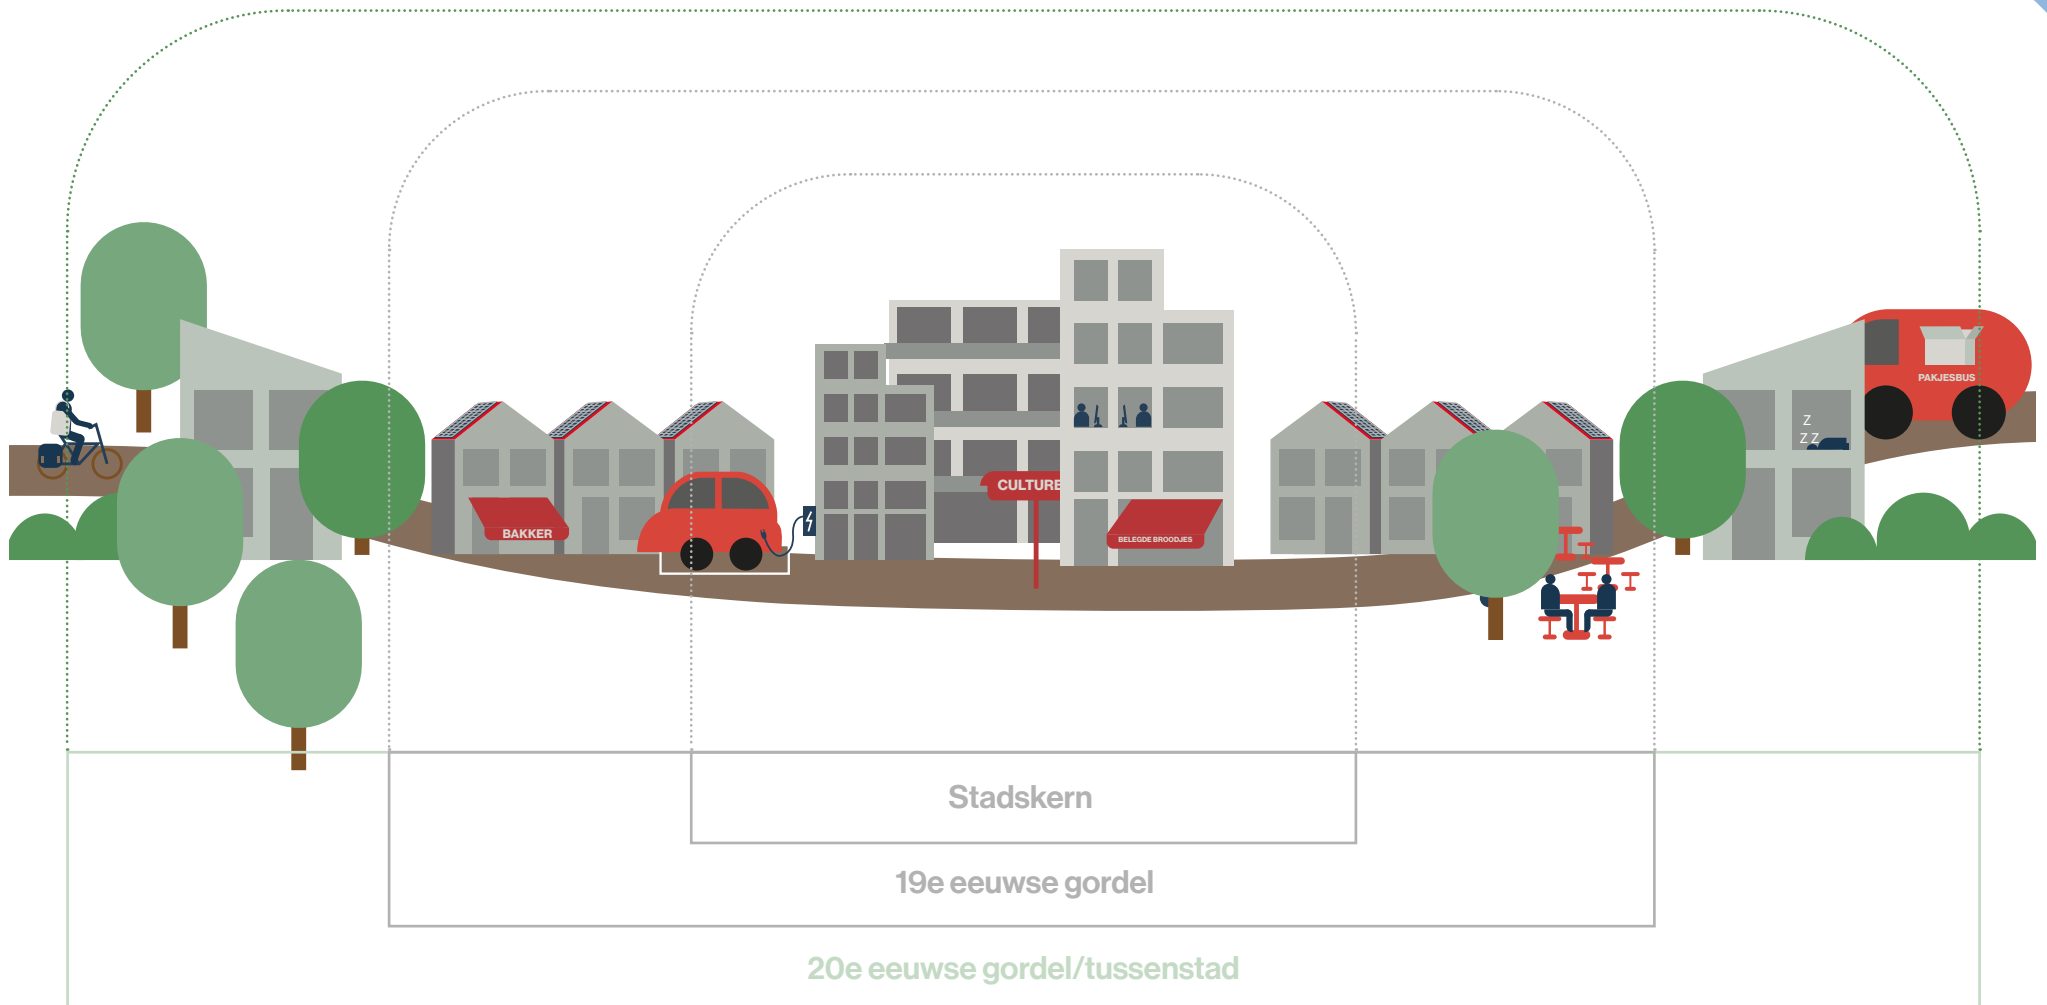 PAKJESBUS
Z
Z Z
CULTURE
BAKKER
BELEGDE BROODJES
Stadskern
19e eeuwse gordel
20e eeuwse gordel/tussenstad